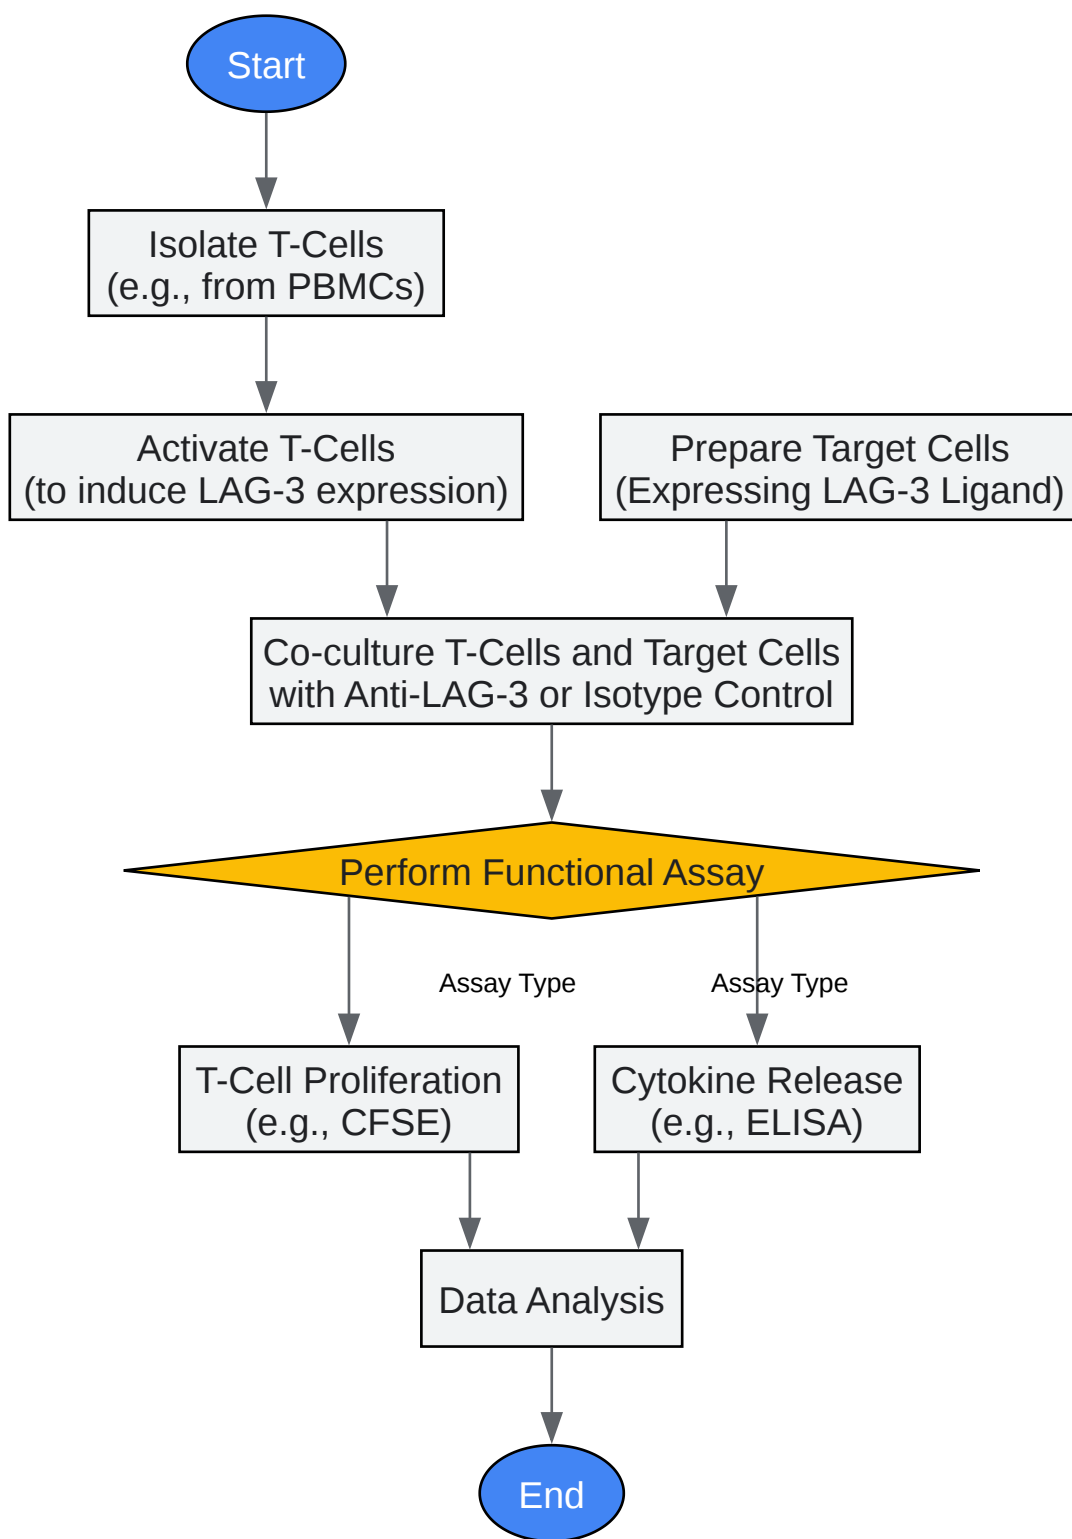 Start
Isolate T-Cells
(e.g., from PBMCs)
Activate T-Cells
(to induce LAG-3 expression)
Prepare Target Cells
(Expressing LAG-3 Ligand)
Co-culture T-Cells and Target Cells
with Anti-LAG-3 or Isotype Control
Perform Functional Assay
Assay Type
Assay Type
T-Cell Proliferation
(e.g., CFSE)
Cytokine Release
(e.g., ELISA)
Data Analysis
End